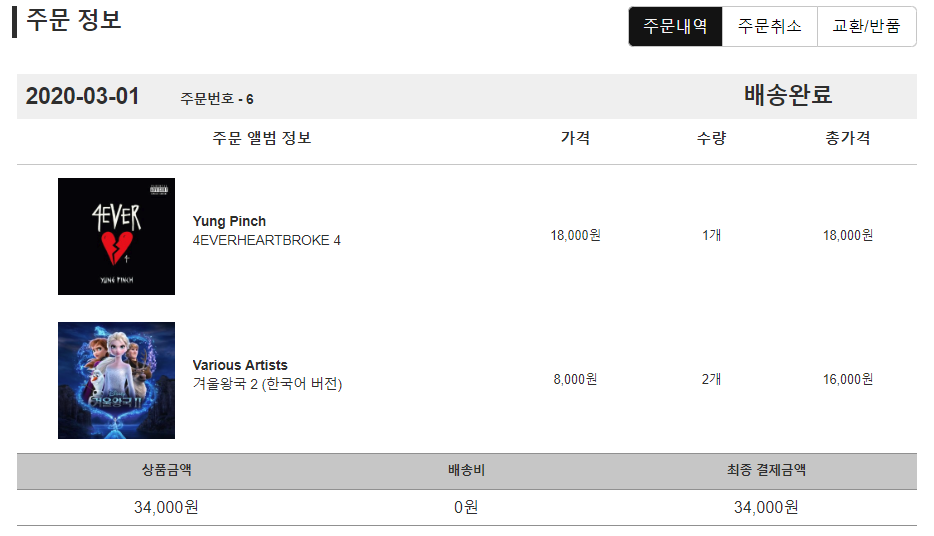 주문 정보
주문내역 주문취소 교환/반품
2020-03-01 주문번호 - 6 배송완료
주문 앨범 정보 가격 수량 총가격
4EVER
4
YUNG PINCH
Yung Pinch
4EVERHEARTBROKE 4
18,000원 1개 18,000원
겨울왕국 II
Various Artists
겨울왕국 2 (한국어 버전)
8,000원 2개 16,000원
상품금액 배송비 최종 결제금액
34,000원 0원 34,000원